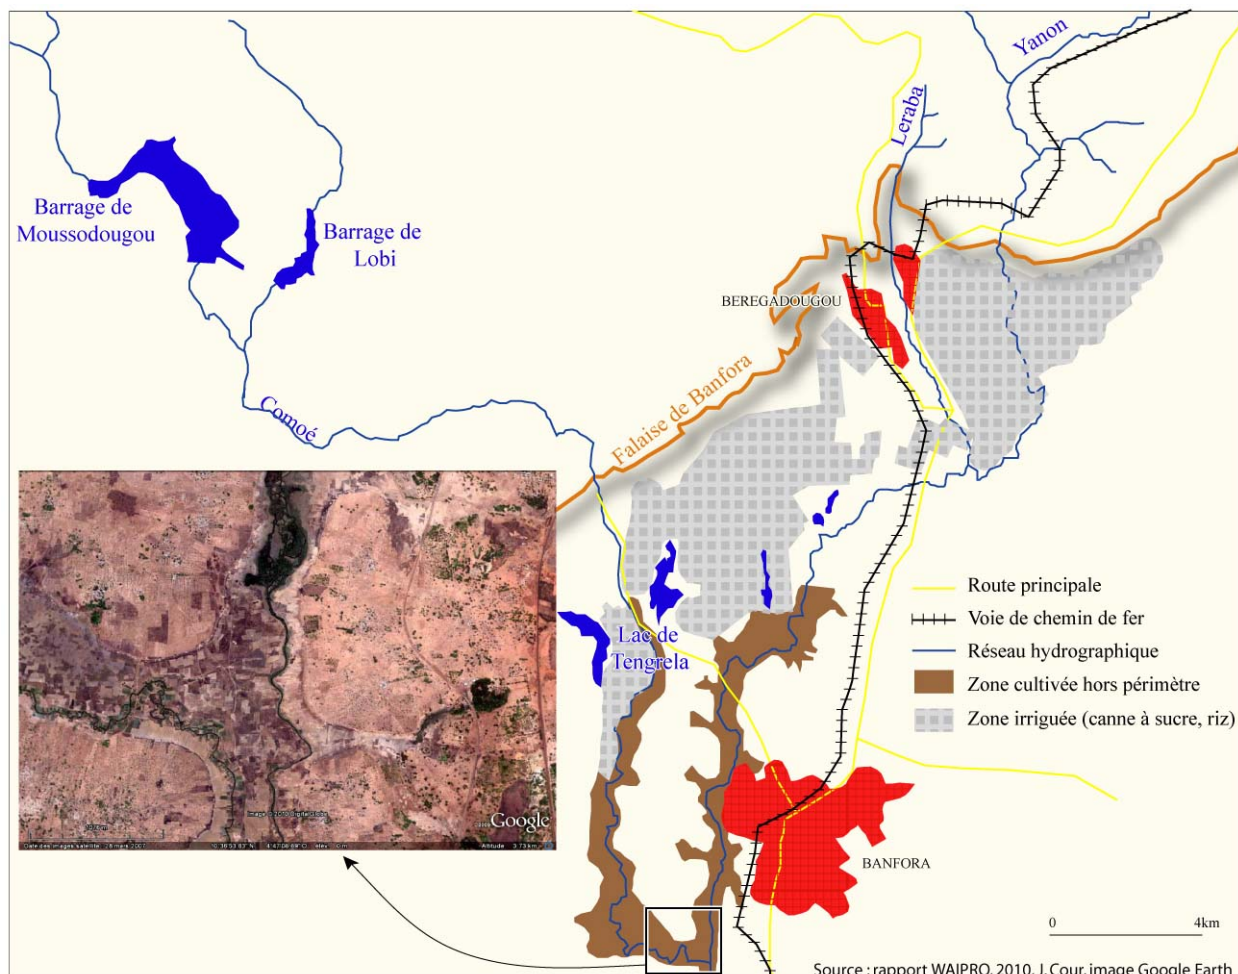 Yanon
Leraba
Barrage de
Moussodougou
Barrage de
Lobi
BEREGADOUGOU
Comoé
Falaise de Banfora
Lac de
Tengrela
Route principale
Voie de chemin de fer
Réseau hydrographique
Zone cultivée hors périmètre
Zone irriguée (canne à sucre, riz)
Google
BANFORA
0 4km
Source : rapport WAIPRO, 2010, J. Cour, image Google Earth